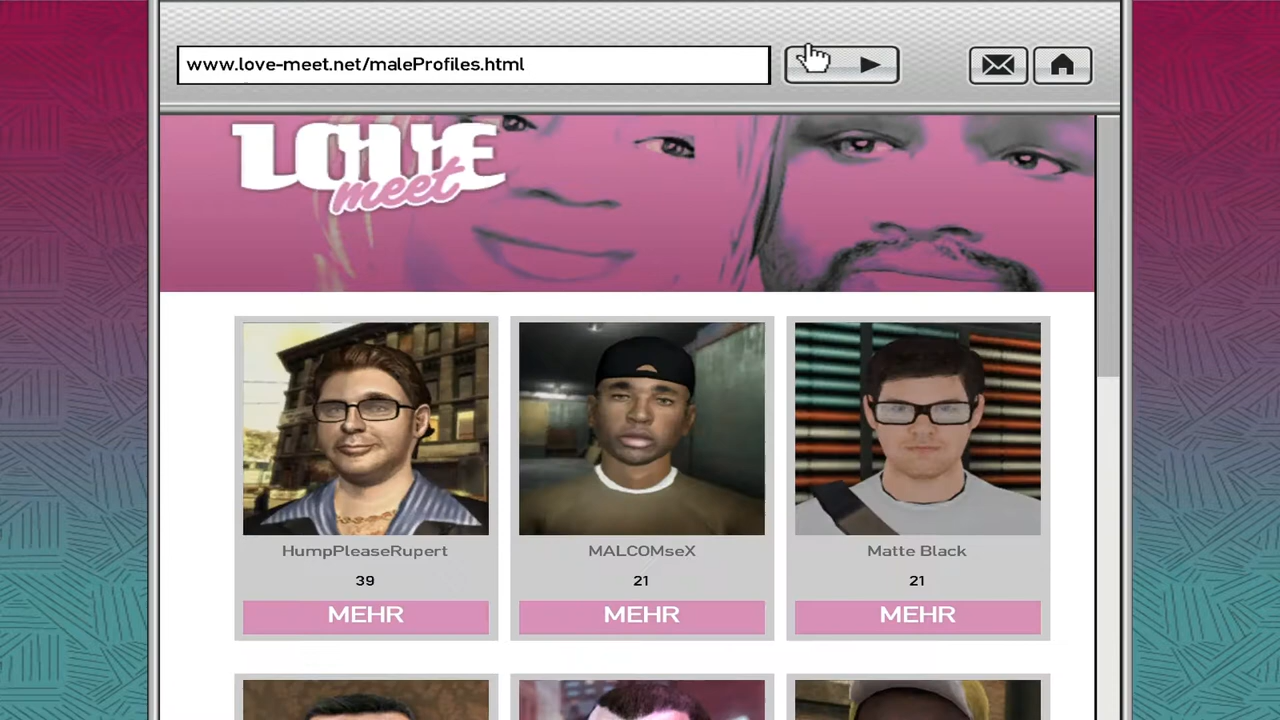 www.love-meet.net/maleProfiles.html
LOVE
meet
HumpPleaseRupert
MALCOMseX
Matte Black
39
21
21
MEHR
MEHR
MEHR